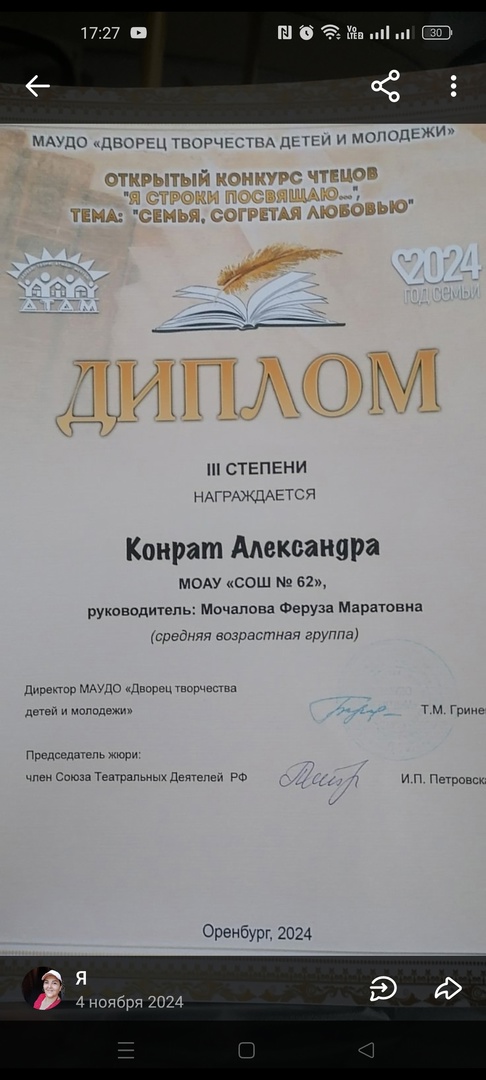 17:27
Vo
LTE2
30
МАУДО «ДВОРЕЦ ТВОРЧЕСТВА ДЕТЕЙ И МОЛОДЕЖИ»
ОТКРЫТЫЙ КОНКУРС ЧТЕЦОВ
"Я СТРОКИ ПОСВЯЩАЮ...",
ТЕМА: "СЕМЬЯ, СОГРЕТАЯ ЛЮБОВЬЮ"
2024
ГОД СЕМЬИ
ДИПЛОМ
III СТЕПЕНИ
НАГРАЖДАЕТСЯ
Конрат Александра
МОАУ «СОШ № 62»,
руководитель: Мочалова Феруза Маратовна
(средняя возрастная группа)
Директор МАУДО «Дворец творчества
детей и молодежи»
Т.М. Грине
Председатель жюри:
член Союза Театральных Деятелей РФ
И.П. Петровска
Оренбург, 2024
Я
4 ноября 2024